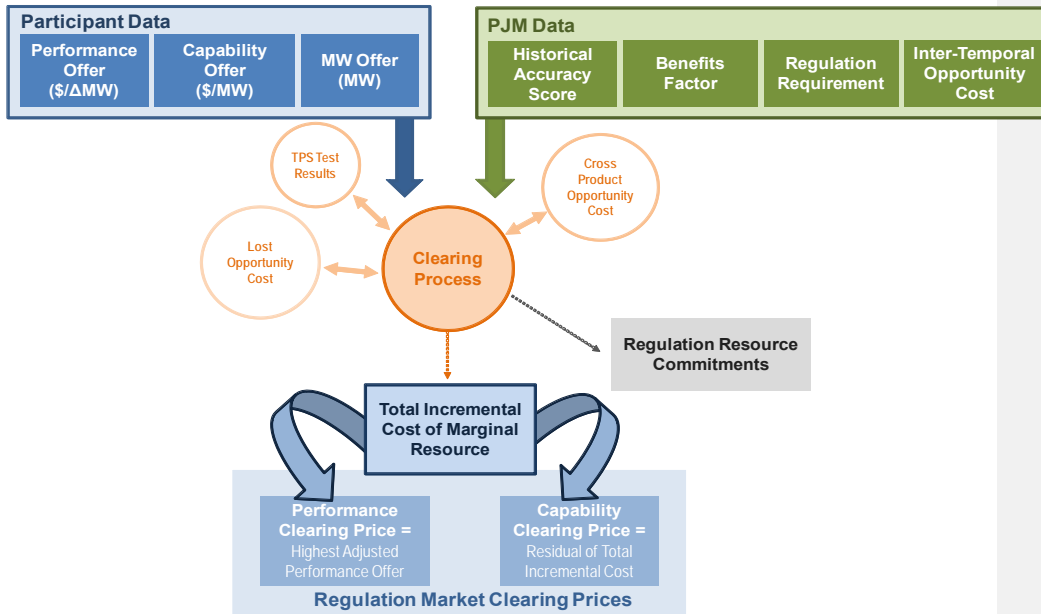 Participant Data
Performance
Offer
($/ΔMW)
Capability
Offer
($/MW)
MW Offer
(MW)
PJM Data
Historical
Accuracy
Score
Benefits
Factor
Regulation
Requirement
Inter-Temporal
Opportunity
Cost
TPS Test
Results
Cross
Product
Opportunity
Cost
Lost
Opportunity
Cost
Clearing
Process
Regulation Resource
Commitments
Total Incremental
Cost of Marginal
Resource
Performance
Clearing Price =
Highest Adjusted
Performance Offer
Capability
Clearing Price =
Residual of Total
Incremental Cost
Regulation Market Clearing Prices